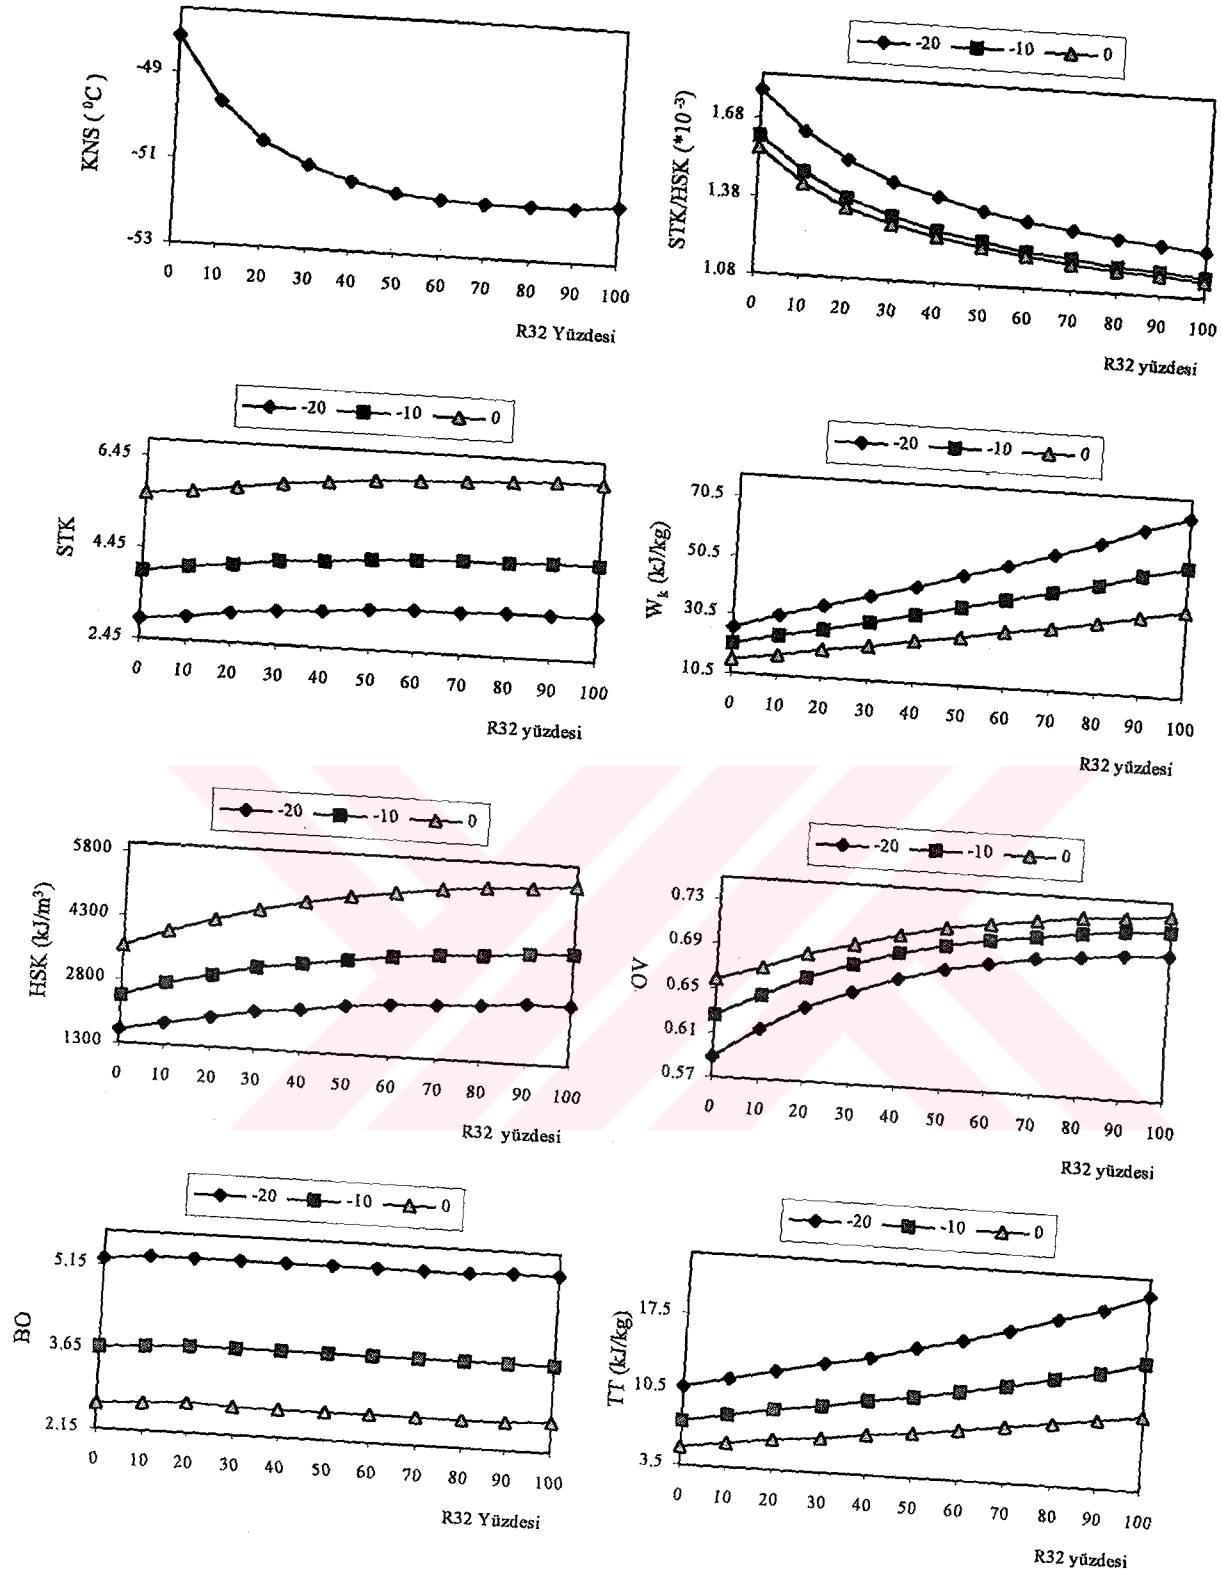 KNS ( ⁰C )
-49
-51
-53
0 10 20 30 40 50 60 70 80 90 100
R32 Yüzdesi
-20 -10 0
STK/HSK (*10⁻³)
1.68
1.38
1.08
0 10 20 30 40 50 60 70 80 90 100
R32 yüzdesi
-20 -10 0
STK
6.45
4.45
2.45
0 10 20 30 40 50 60 70 80 90 100
R32 yüzdesi
-20 -10 0
Wk (kJ/kg)
70.5
50.5
30.5
10.5
0 10 20 30 40 50 60 70 80 90 100
R32 yüzdesi
-20 -10 0
HSK (kJ/m³)
5800
4300
2800
1300
0 10 20 30 40 50 60 70 80 90 100
R32 yüzdesi
-20 -10 0
OV
0.73
0.69
0.65
0.61
0.57
0 10 20 30 40 50 60 70 80 90 100
R32 yüzdesi
-20 -10 0
BO
5.15
3.65
2.15
0 10 20 30 40 50 60 70 80 90 100
R32 Yüzdesi
-20 -10 0
TT (kJ/kg)
17.5
10.5
3.5
0 10 20 30 40 50 60 70 80 90 100
R32 yüzdesi